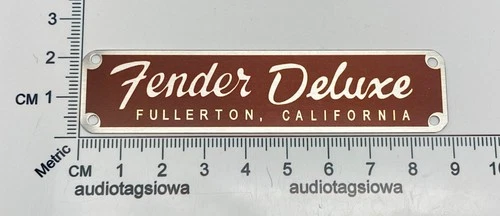 3
2
CM 1
Metric
Fender Deluxe
FULLERTON, CALIFORNIA
CM 1 2 3 4 5 6 7 8 9 10
audiotagsiowa audiotagsiowa